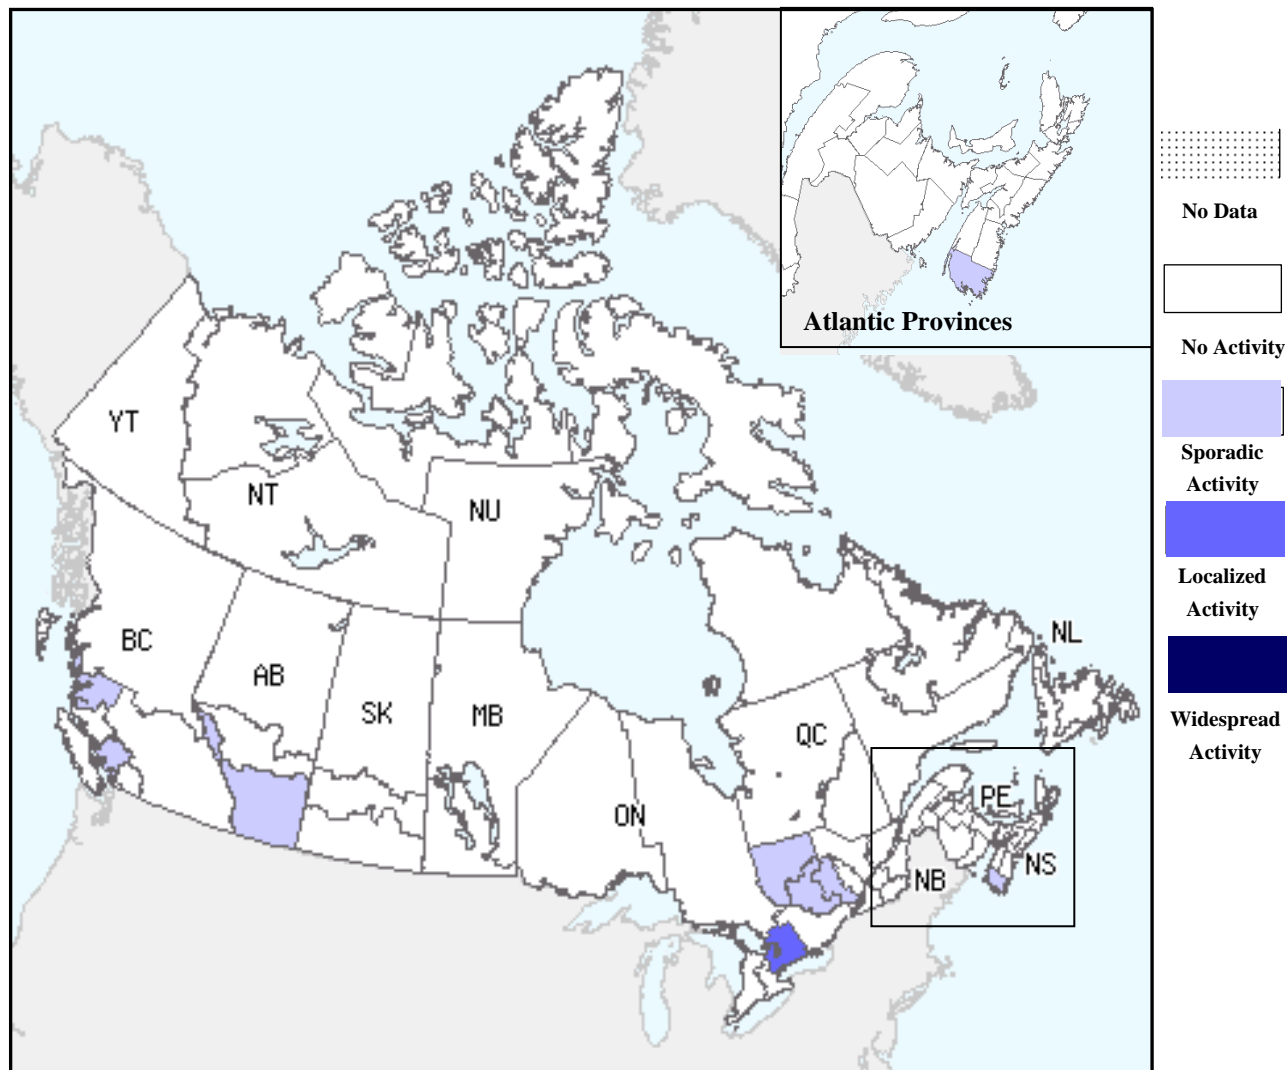 Atlantic Provinces
YT
NT
NU
BC
AB
SK
MB
ON
QC
NL
PE
NB
NS
No Data
No Activity
Sporadic
Activity
Localized
Activity
Widespread
Activity